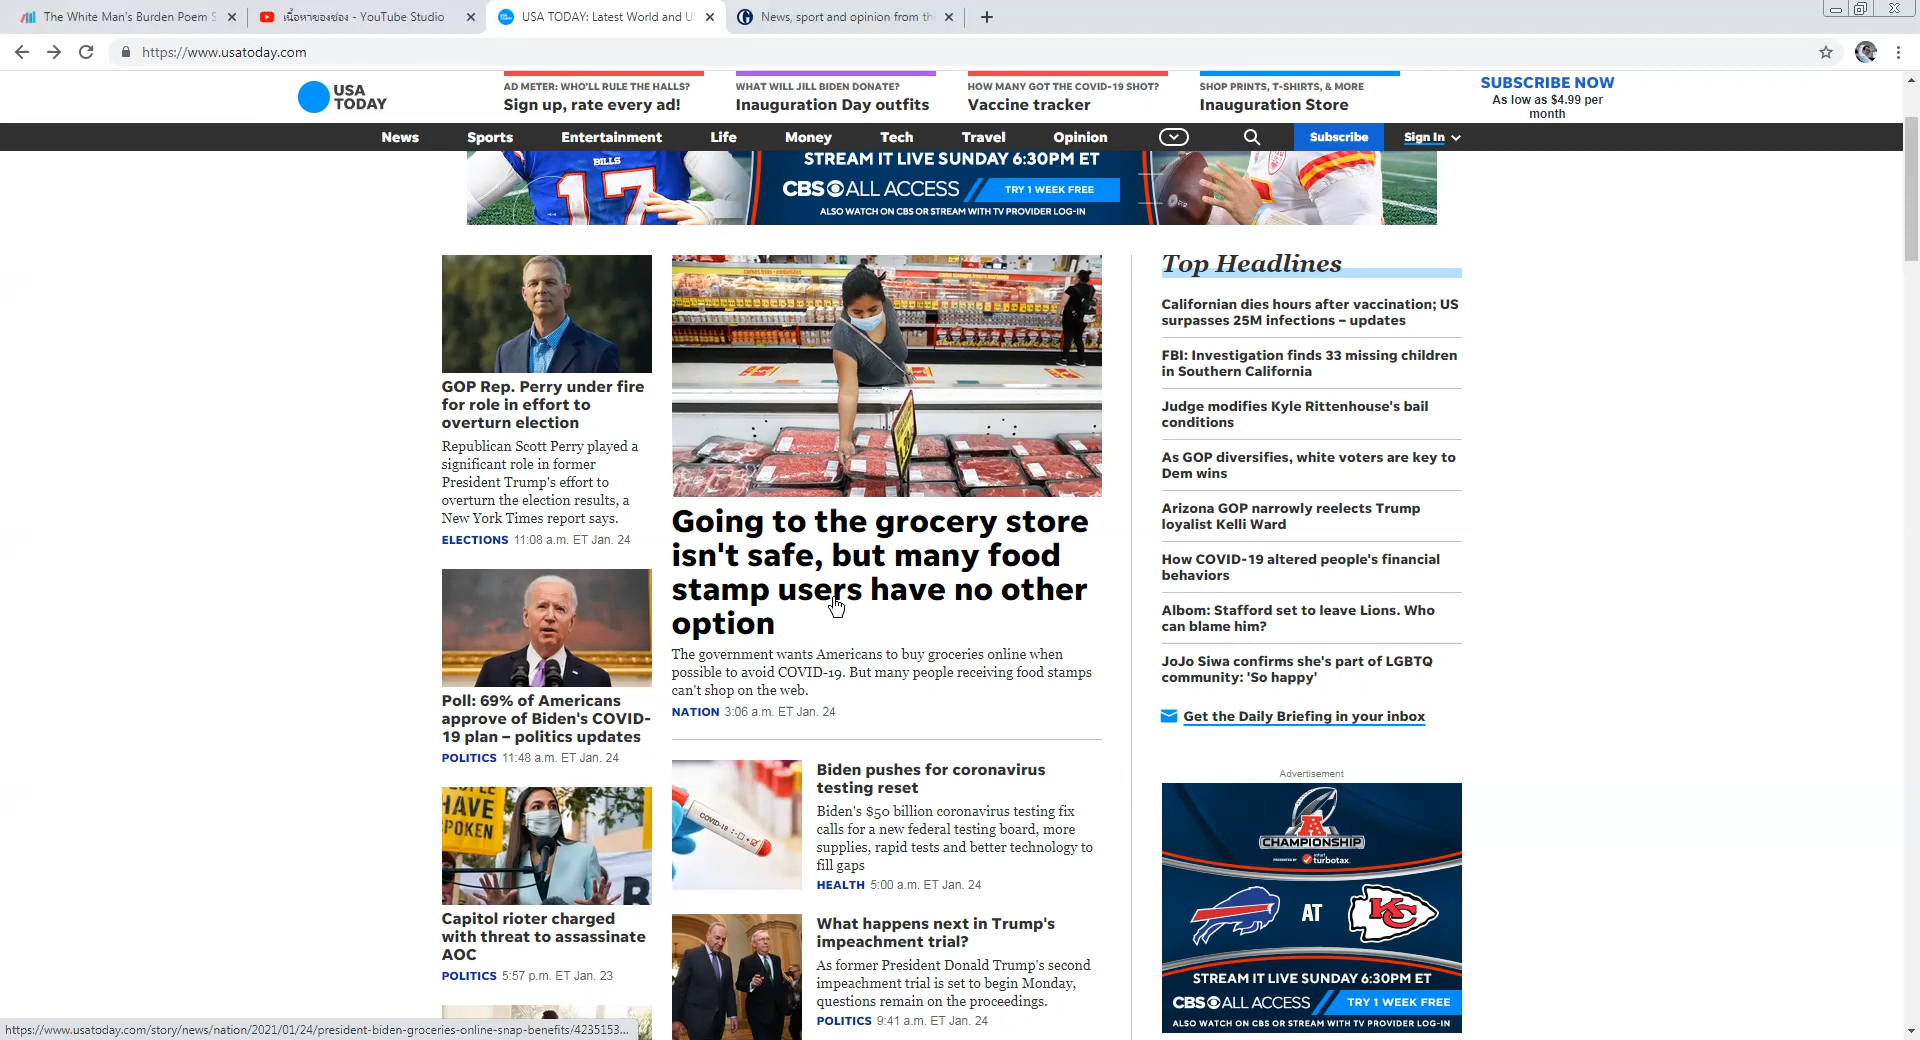 The White Man's Burden Poem S
เนื้อหาของช่อง - YouTube Studio
USA TODAY: Latest World and U
News, sport and opinion from the
https://www.usatoday.com
USA
TODAY
AD METER: WHO'LL RULE THE HALLS?
Sign up, rate every ad!
WHAT WILL JILL BIDEN DONATE?
Inauguration Day outfits
HOW MANY GOT THE COVID-19 SHOT?
Vaccine tracker
SHOP PRINTS, T-SHIRTS, & MORE
Inauguration Store
SUBSCRIBE NOW
As low as $4.99 per
month
News
Sports
Entertainment
Life
Money
Tech
Travel
Opinion
Subscribe
Sign In
BILLS
17
STREAM IT LIVE SUNDAY 6:30PM ET
CBS ALL ACCESS
TRY 1 WEEK FREE
ALSO WATCH ON CBS OR STREAM WITH TV PROVIDER LOG-IN
GOP Rep. Perry under fire
for role in effort to
overturn election
Republican Scott Perry played a
significant role in former
President Trump's effort to
overturn the election results, a
New York Times report says.
ELECTIONS 11:08 a.m. ET Jan. 24
Poll: 69% of Americans
approve of Biden's COVID-
19 plan – politics updates
POLITICS 11:48 a.m. ET Jan. 24
HAVE
POKEN
Capitol rioter charged
with threat to assassinate
AOC
POLITICS 5:57 p.m. ET Jan. 23
Going to the grocery store
isn't safe, but many food
stamp users have no other
option
The government wants Americans to buy groceries online when
possible to avoid COVID-19. But many people receiving food stamps
can't shop on the web.
NATION 3:06 a.m. ET Jan. 24
COVID-19
Biden pushes for coronavirus
testing reset
Biden's $50 billion coronavirus testing fix
calls for a new federal testing board, more
supplies, rapid tests and better technology to
fill gaps
HEALTH 5:00 a.m. ET Jan. 24
What happens next in Trump's
impeachment trial?
As former President Donald Trump's second
impeachment trial is set to begin Monday,
questions remain on the proceedings.
POLITICS 9:41 a.m. ET Jan. 24
Top Headlines
Californian dies hours after vaccination; US
surpasses 25M infections – updates
FBI: Investigation finds 33 missing children
in Southern California
Judge modifies Kyle Rittenhouse's bail
conditions
As GOP diversifies, white voters are key to
Dem wins
Arizona GOP narrowly reelects Trump
loyalist Kelli Ward
How COVID-19 altered people's financial
behaviors
Albom: Stafford set to leave Lions. Who
can blame him?
JoJo Siwa confirms she's part of LGBTQ
community: 'So happy'
Get the Daily Briefing in your inbox
Advertisement
CHAMPIONSHIP
PRESENTED BY intuit turbotax.
AT
KC
STREAM IT LIVE SUNDAY 6:30PM ET
CBS ALL ACCESS
TRY 1 WEEK FREE
ALSO WATCH ON CBS OR STREAM WITH TV PROVIDER LOG-IN
https://www.usatoday.com/story/news/nation/2021/01/24/president-biden-groceries-online-snap-benefits/4235153...